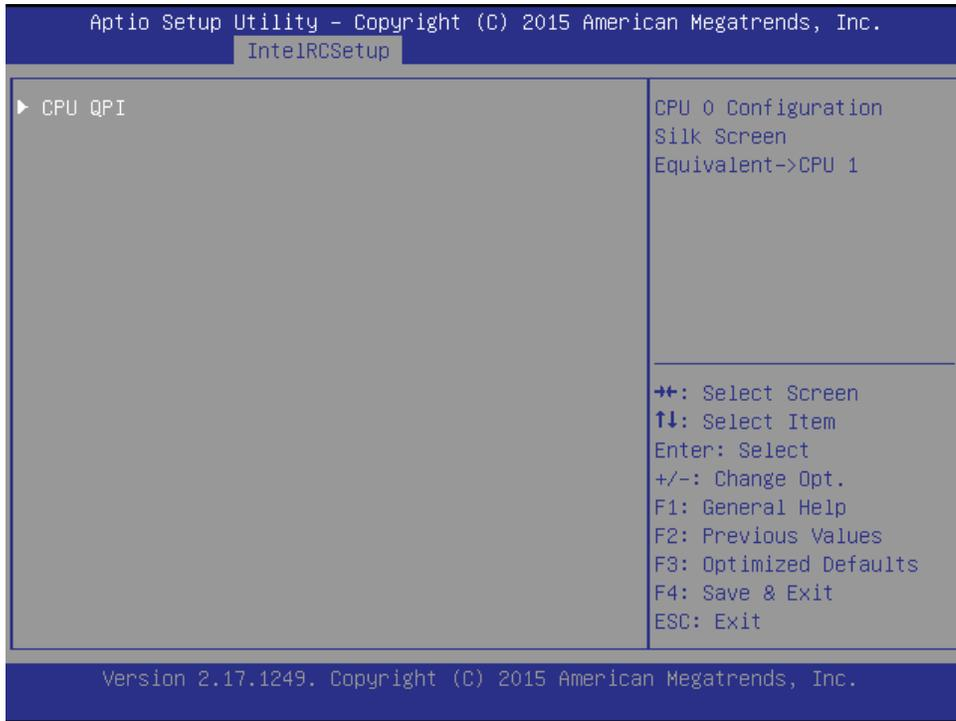 Aptio Setup Utility – Copyright (C) 2015 American Megatrends, Inc.
IntelRCSetup
▶ CPU QPI
CPU 0 Configuration
Silk Screen
Equivalent->CPU 1
→←: Select Screen
↑↓: Select Item
Enter: Select
+/-: Change Opt.
F1: General Help
F2: Previous Values
F3: Optimized Defaults
F4: Save & Exit
ESC: Exit
Version 2.17.1249. Copyright (C) 2015 American Megatrends, Inc.